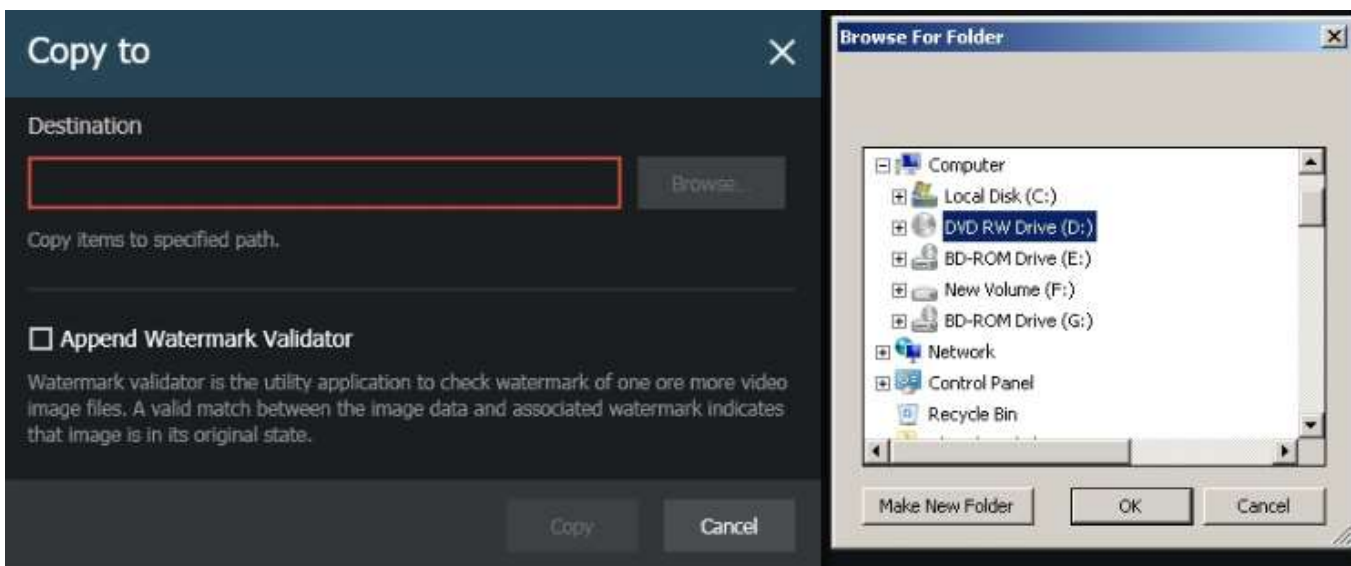 Copy to
Destination
Browse...
Copy items to specified path.
Append Watermark Validator
Watermark validator is the utility application to check watermark of one ore more video
image files. A valid match between the image data and associated watermark indicates
that image is in its original state.
Copy
Cancel
Browse For Folder
Computer
Local Disk (C:)
DVD RW Drive (D:)
BD-ROM Drive (E:)
New Volume (F:)
BD-ROM Drive (G:)
Network
Control Panel
Recycle Bin
Make New Folder
OK
Cancel